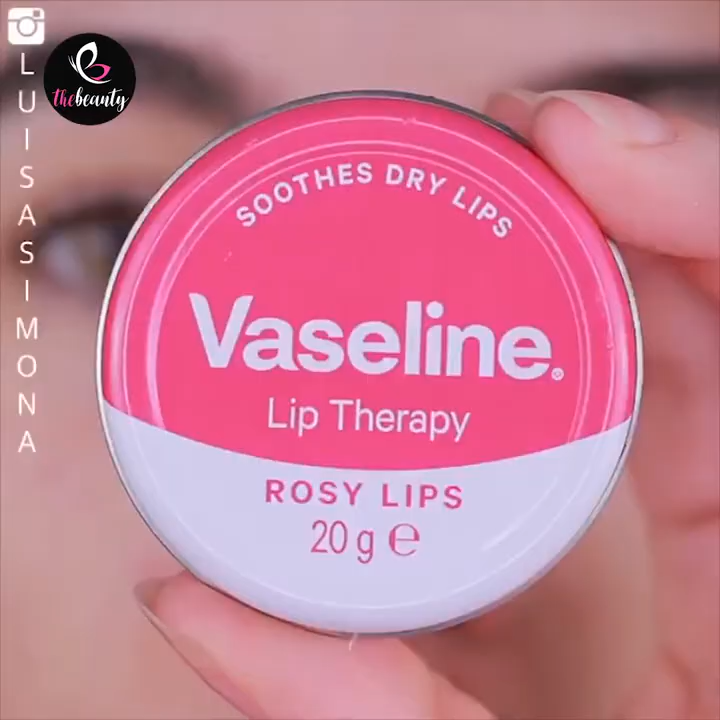 LUISASIMONA
thebeauty
SOOTHES DRY LIPS
Vaseline®
Lip Therapy
ROSY LIPS
20 g ℮